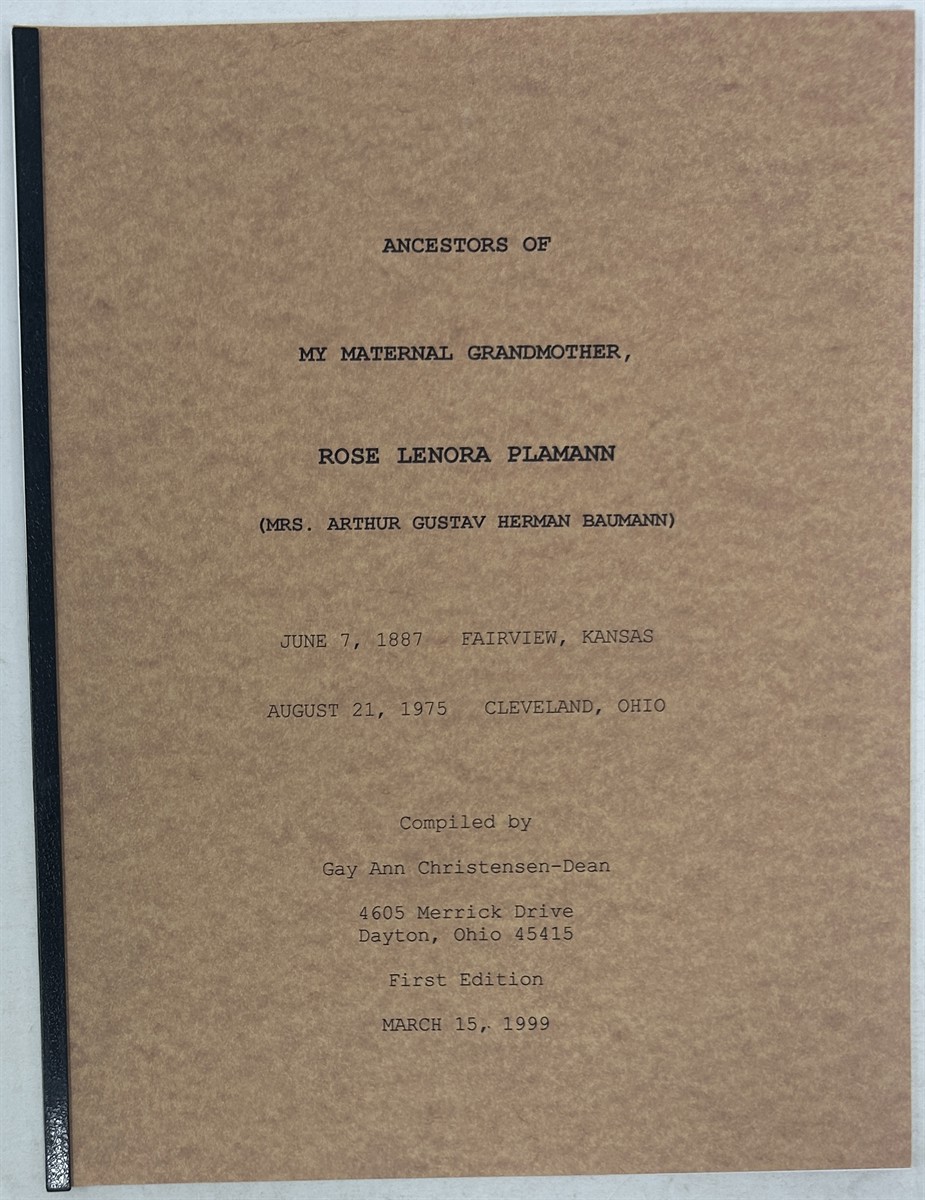 ANCESTORS OF
MY MATERNAL GRANDMOTHER,
ROSE LENORA PLAMANN
(MRS. ARTHUR GUSTAV HERMAN BAUMANN)
JUNE 7, 1887 FAIRVIEW, KANSAS
AUGUST 21, 1975 CLEVELAND, OHIO
Compiled by
Gay Ann Christensen-Dean
4605 Merrick Drive
Dayton, Ohio 45415
First Edition
MARCH 15, 1999